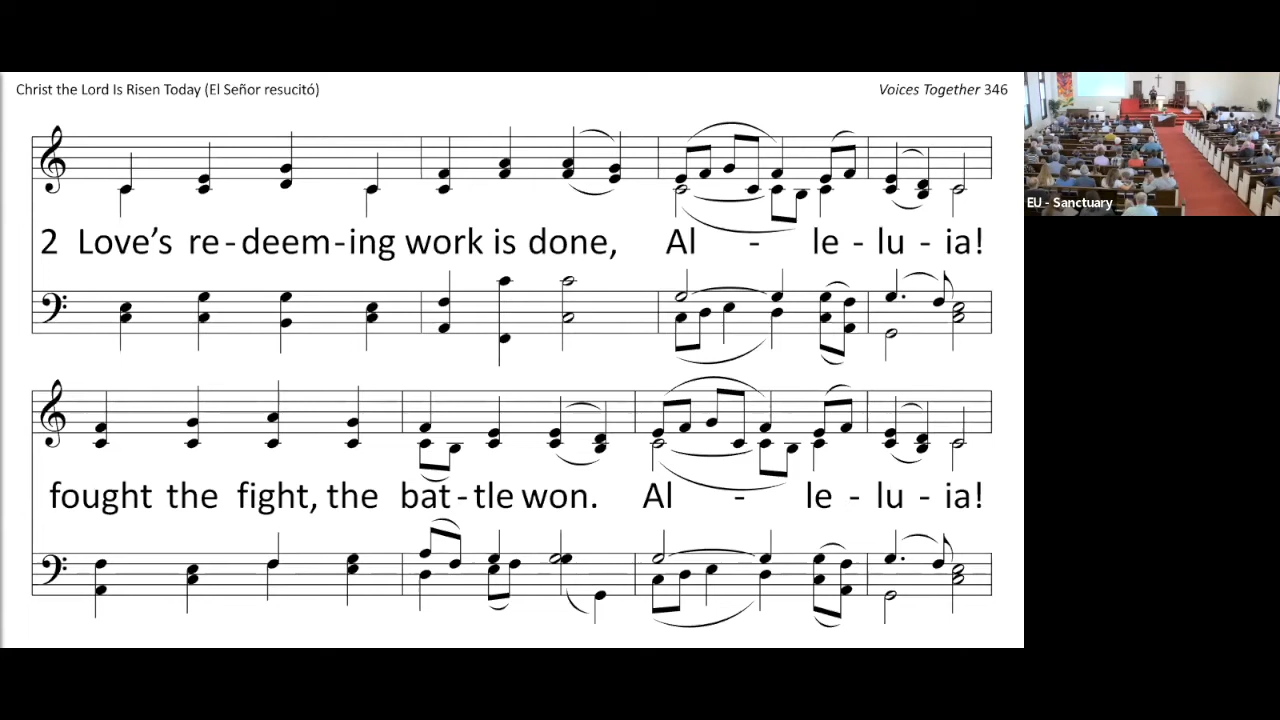 Christ the Lord Is Risen Today (El Señor resucitó)
Voices Together 346
2 Love's re-deem-ing work is done, Al - le - lu - ia!
fought the fight, the bat-tle won. Al - le - lu - ia!
EU - Sanctuary